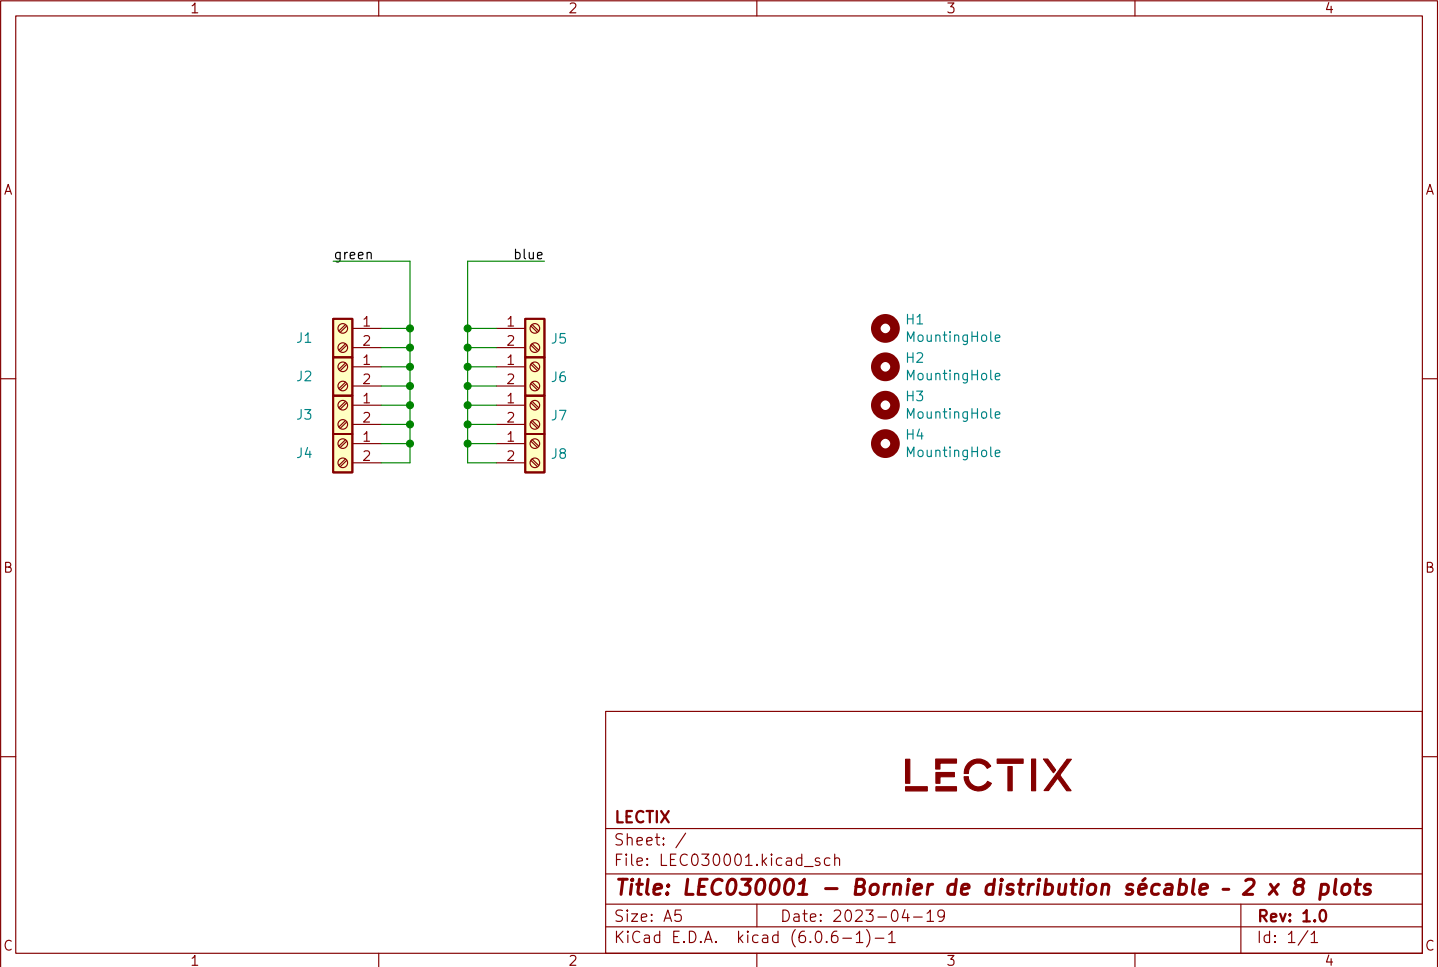 1 2 3 4
A A
green blue
1 1 H1
J1 2 2 J5 MountingHole
1 1 H2
J2 2 2 J6 MountingHole
1 1 H3
J3 2 2 J7 MountingHole
1 1 H4
J4 2 2 J8 MountingHole
B B
LECTIX
LECTIX
Sheet: /
File: LEC030001.kicad_sch
Title: LEC030001 – Bornier de distribution sécable - 2 x 8 plots
Size: A5 Date: 2023-04-19 Rev: 1.0
KiCad E.D.A. kicad (6.0.6-1)-1 Id: 1/1
C C
1 2 3 4